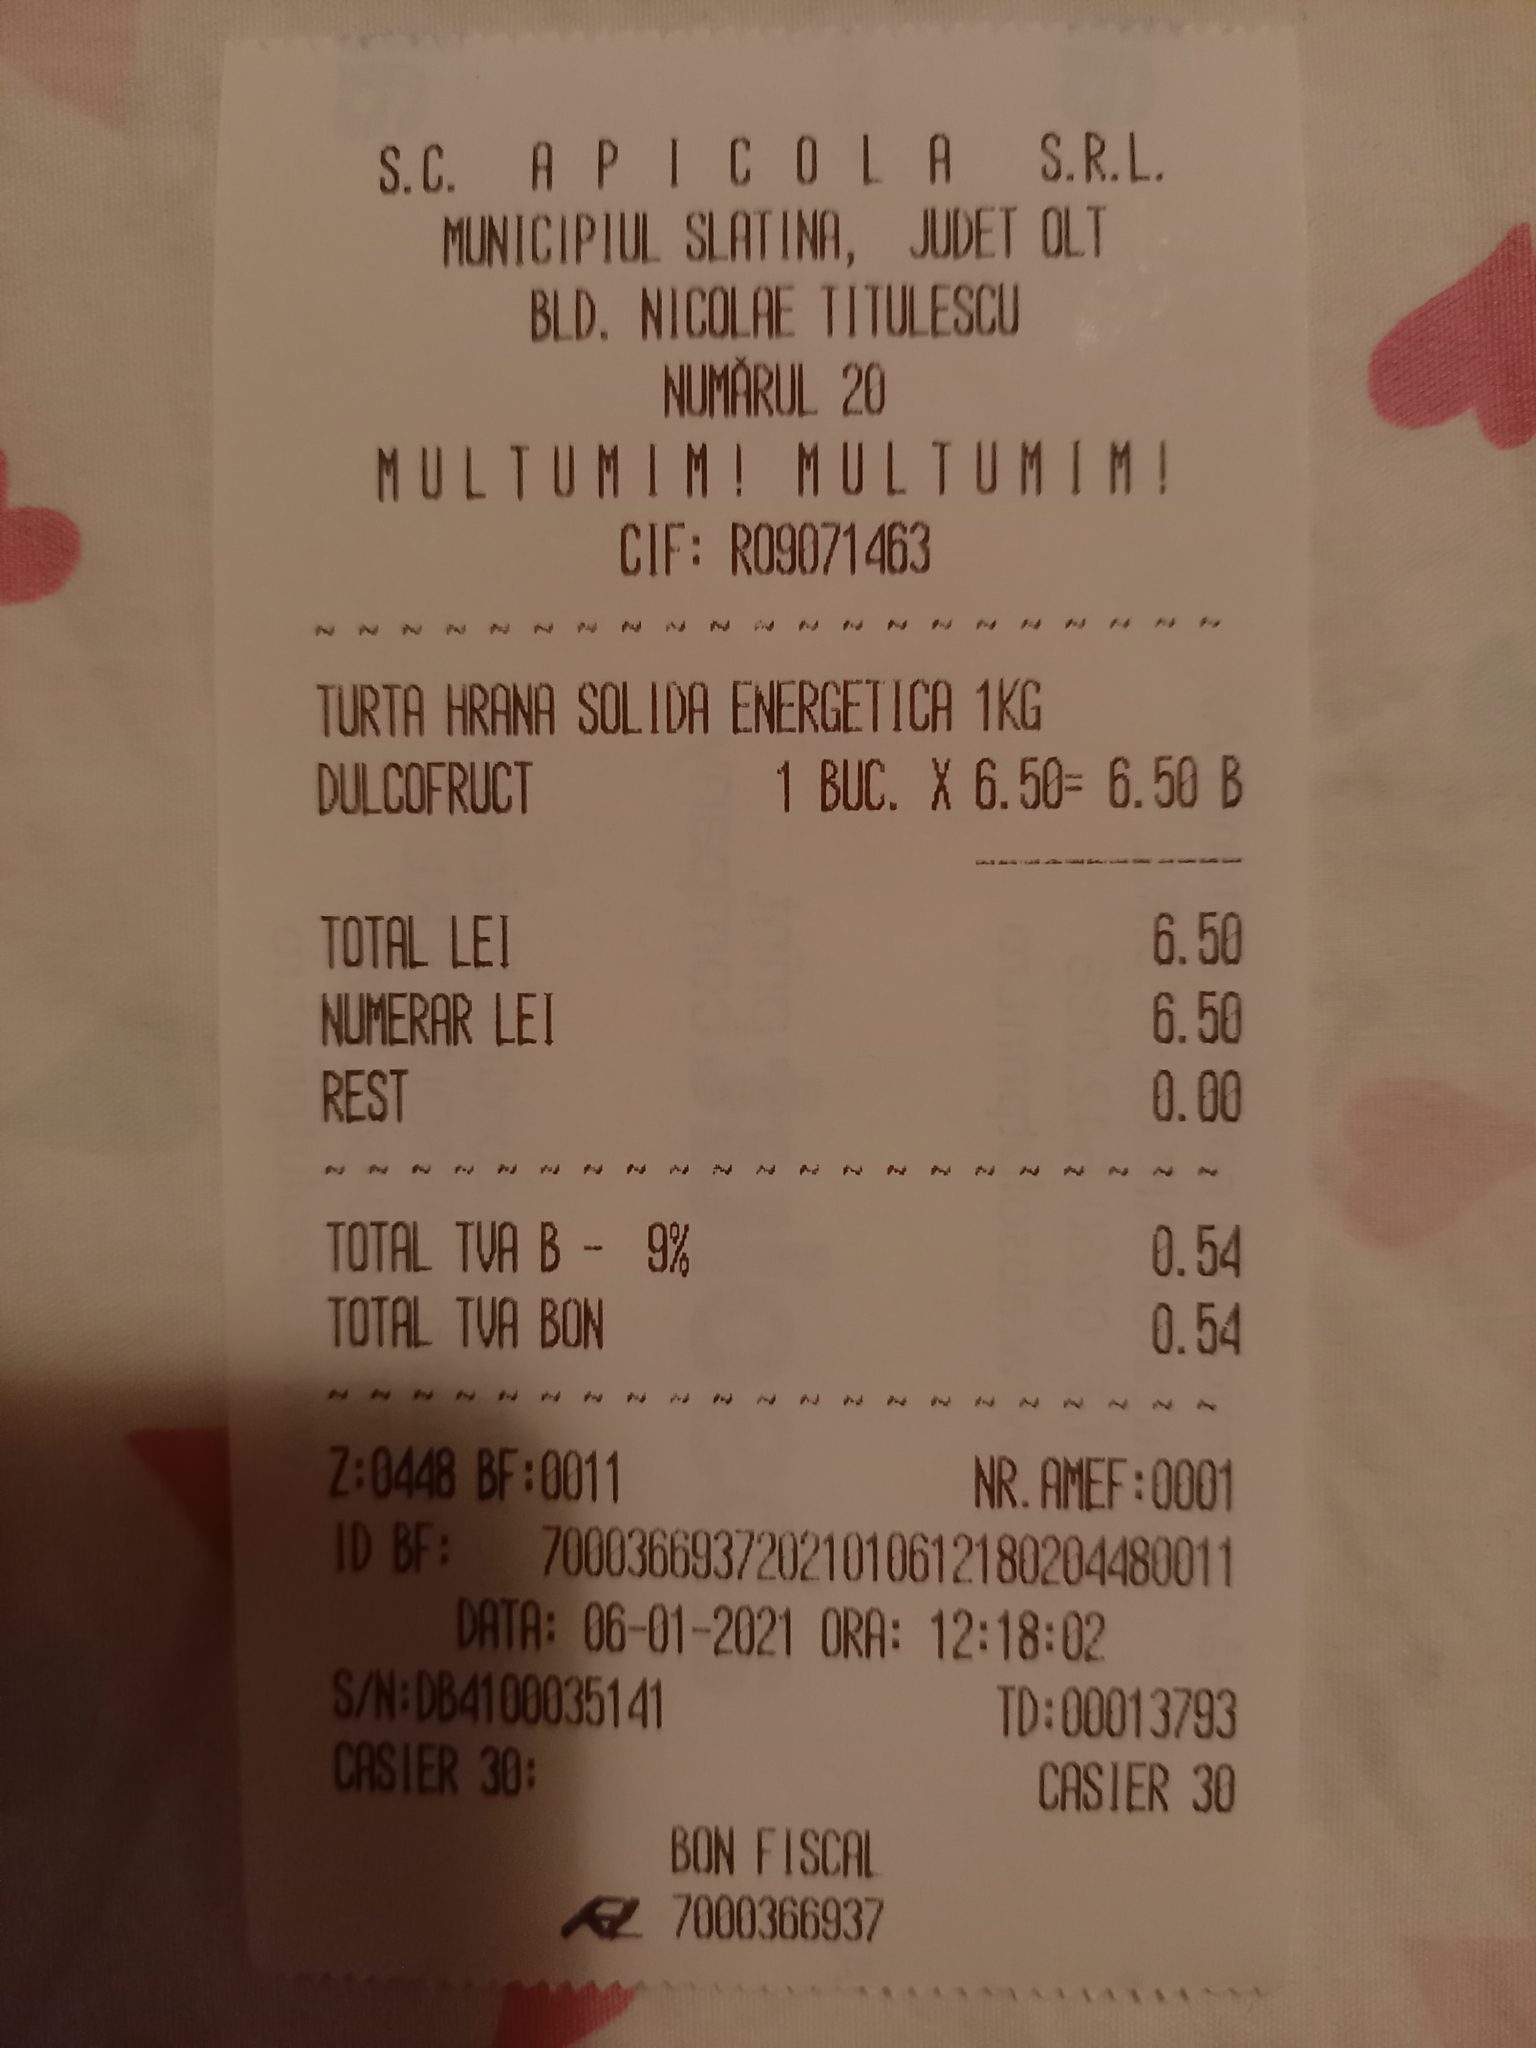 S.C. A P I C O L A S.R.L.
MUNICIPIUL SLATINA, JUDET OLT
BLD. NICOLAE TITULESCU
NUMĂRUL 20
M U L T U M I M ! M U L T U M I M !
CIF: RO9071463
~ ~ ~ ~ ~ ~ ~ ~ ~ ~ ~ ~ ~ ~ ~ ~ ~ ~ ~ ~ ~
TURTA HRANA SOLIDA ENERGETICA 1KG
DULCOFRUCT 1 BUC. X 6.50= 6.50 B
------------
TOTAL LEI 6.50
NUMERAR LEI 6.50
REST 0.00
~ ~ ~ ~ ~ ~ ~ ~ ~ ~ ~ ~ ~ ~ ~ ~ ~ ~ ~ ~ ~
TOTAL TVA B - 9% 0.54
TOTAL TVA BON 0.54
~ ~ ~ ~ ~ ~ ~ ~ ~ ~ ~ ~ ~ ~ ~ ~ ~ ~ ~ ~ ~
Z:0448 BF:0011 NR.AMEF:0001
ID BF: 70003669372021010612180204480011
DATA: 06-01-2021 ORA: 12:18:02
S/N:DB4100035141 TD:00013793
CASIER 30: CASIER 30
BON FISCAL
7000366937